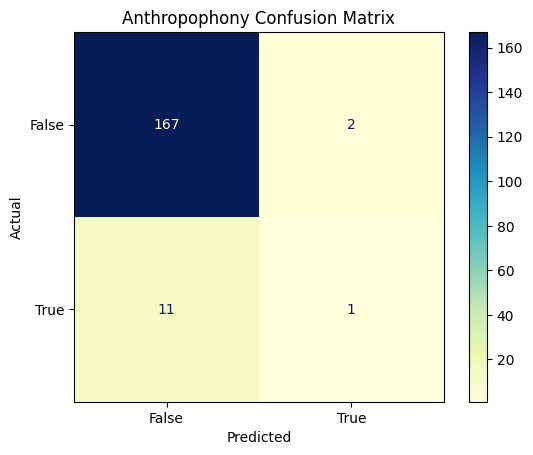 Anthropophony Confusion Matrix
False
True
Actual
167
2
11
1
False
True
Predicted
160
140
120
100
80
60
40
20